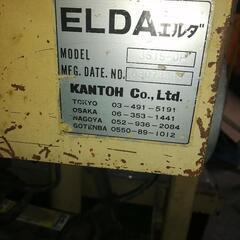 ELDAエルダ
MODEL
MFG. DATE. NO.
KANTOH Co., Ltd.
TOKYO 03-491-5191
OSAKA 06-353-1441
NAGOYA 052-936-2084
GOTENBA 0550-89-1012